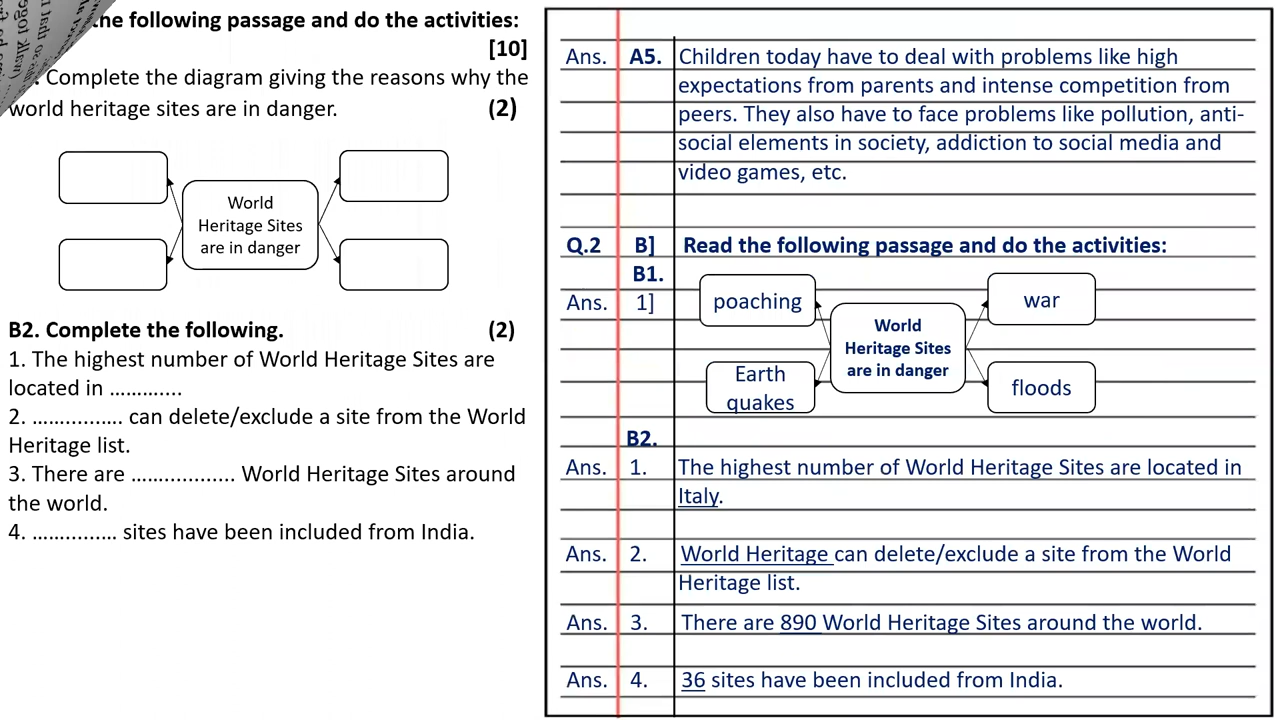 the following passage and do the activities:
[10]
. Complete the diagram giving the reasons why the
world heritage sites are in danger. (2)
World
Heritage Sites
are in danger
B2. Complete the following. (2)
1. The highest number of World Heritage Sites are
located in ………....
2. ……........… can delete/exclude a site from the World
Heritage list.
3. There are ……............ World Heritage Sites around
the world.
4. ……......… sites have been included from India.
Ans. A5. Children today have to deal with problems like high
expectations from parents and intense competition from
peers. They also have to face problems like pollution, anti-
social elements in society, addiction to social media and
video games, etc.
Q.2 B] Read the following passage and do the activities:
B1.
Ans. 1]
poaching
war
World
Heritage Sites
are in danger
Earth
quakes
floods
B2.
Ans. 1. The highest number of World Heritage Sites are located in
Italy.
Ans. 2. World Heritage can delete/exclude a site from the World
Heritage list.
Ans. 3. There are 890 World Heritage Sites around the world.
Ans. 4. 36 sites have been included from India.